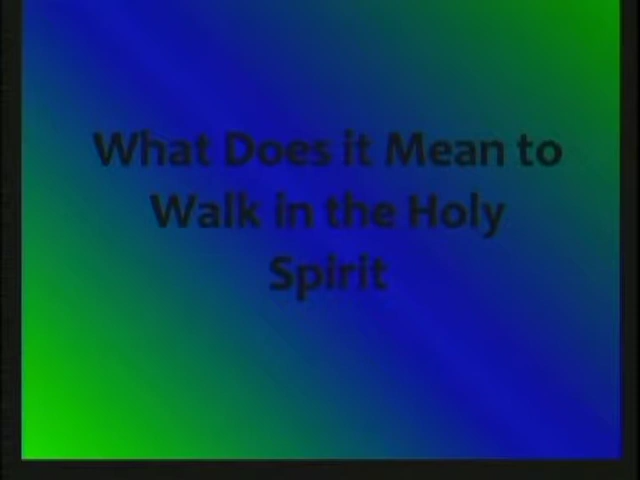 What Does it Mean to
Walk in the Holy
Spirit